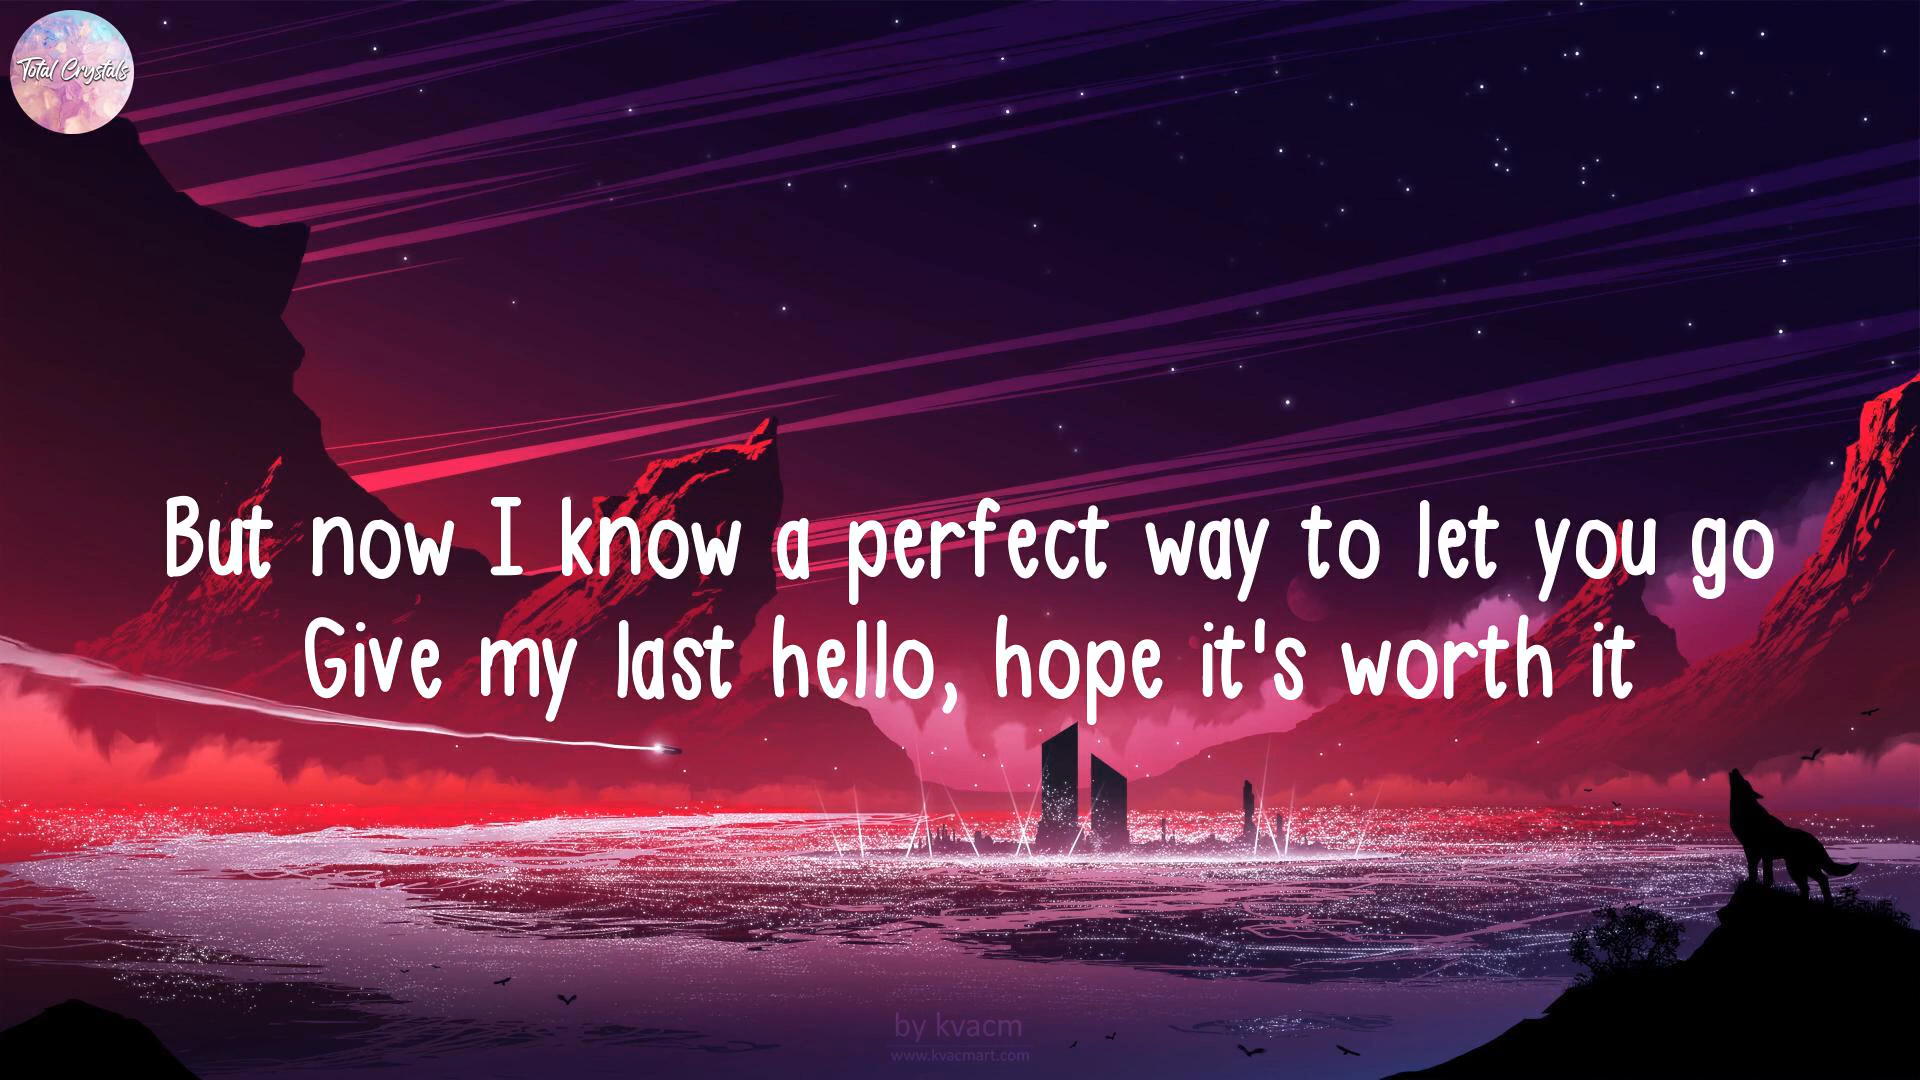 Total Crystals
But now I know a perfect way to let you go
Give my last hello, hope it's worth it
by kvacm
www.kvacmart.com